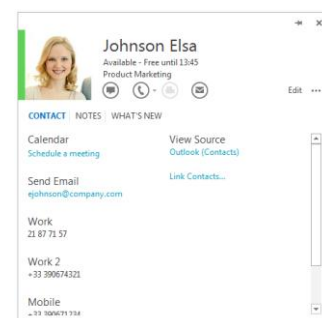 Johnson Elsa
Available - Free until 13:45
Product Marketing
Edit
CONTACT NOTES WHAT'S NEW
Calendar
Schedule a meeting
View Source
Outlook (Contacts)
Send Email
ejohnson@company.com
Link Contacts...
Work
21 87 71 57
Work 2
+33 390674321
Mobile
+33 390671234